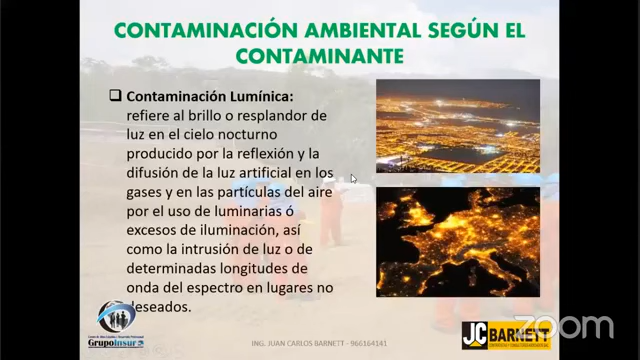 CONTAMINACIÓN AMBIENTAL SEGÚN EL
CONTAMINANTE
Contaminación Lumínica:
refiere al brillo o resplandor de
luz en el cielo nocturno
producido por la reflexión y la
difusión de la luz artificial en los
gases y en las partículas del aire
por el uso de luminarias ó
excesos de iluminación, así
como la intrusión de luz o de
determinadas longitudes de
onda del espectro en lugares no
deseados.
GrupoInsur
ING. JUAN CARLOS BARNETT - 966164141
JC BARNETT
zoom